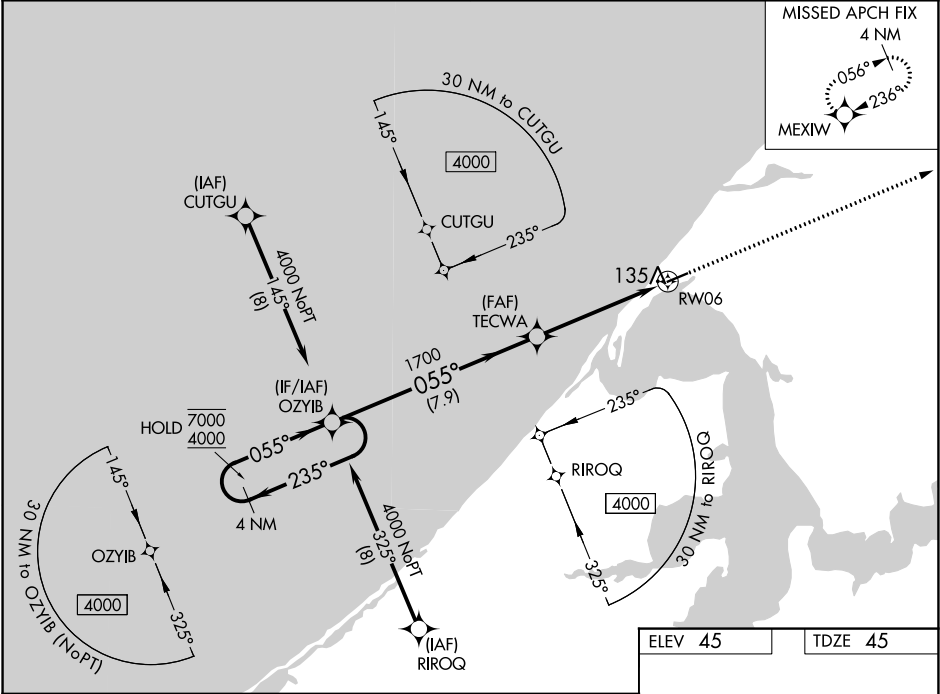 MISSED APCH FIX
4 NM
056°
236°
MEXIW
30 NM to CUTGU
145°
4000
CUTGU
235°
(IAF)
CUTGU
4000 NoPT
145°
(8)
135
RW06
(FAF)
TECWA
1700
055°
(7.9)
(IF/IAF)
OZYIB
HOLD 7000
4000
055°
235°
4 NM
235°
RIROQ
4000
325°
30 NM to RIROQ
145°
OZYIB
4000
325°
30 NM to OZYIB (NoPT)
4000 NoPT
325°
(8)
(IAF)
RIROQ
ELEV 45
TDZE 45